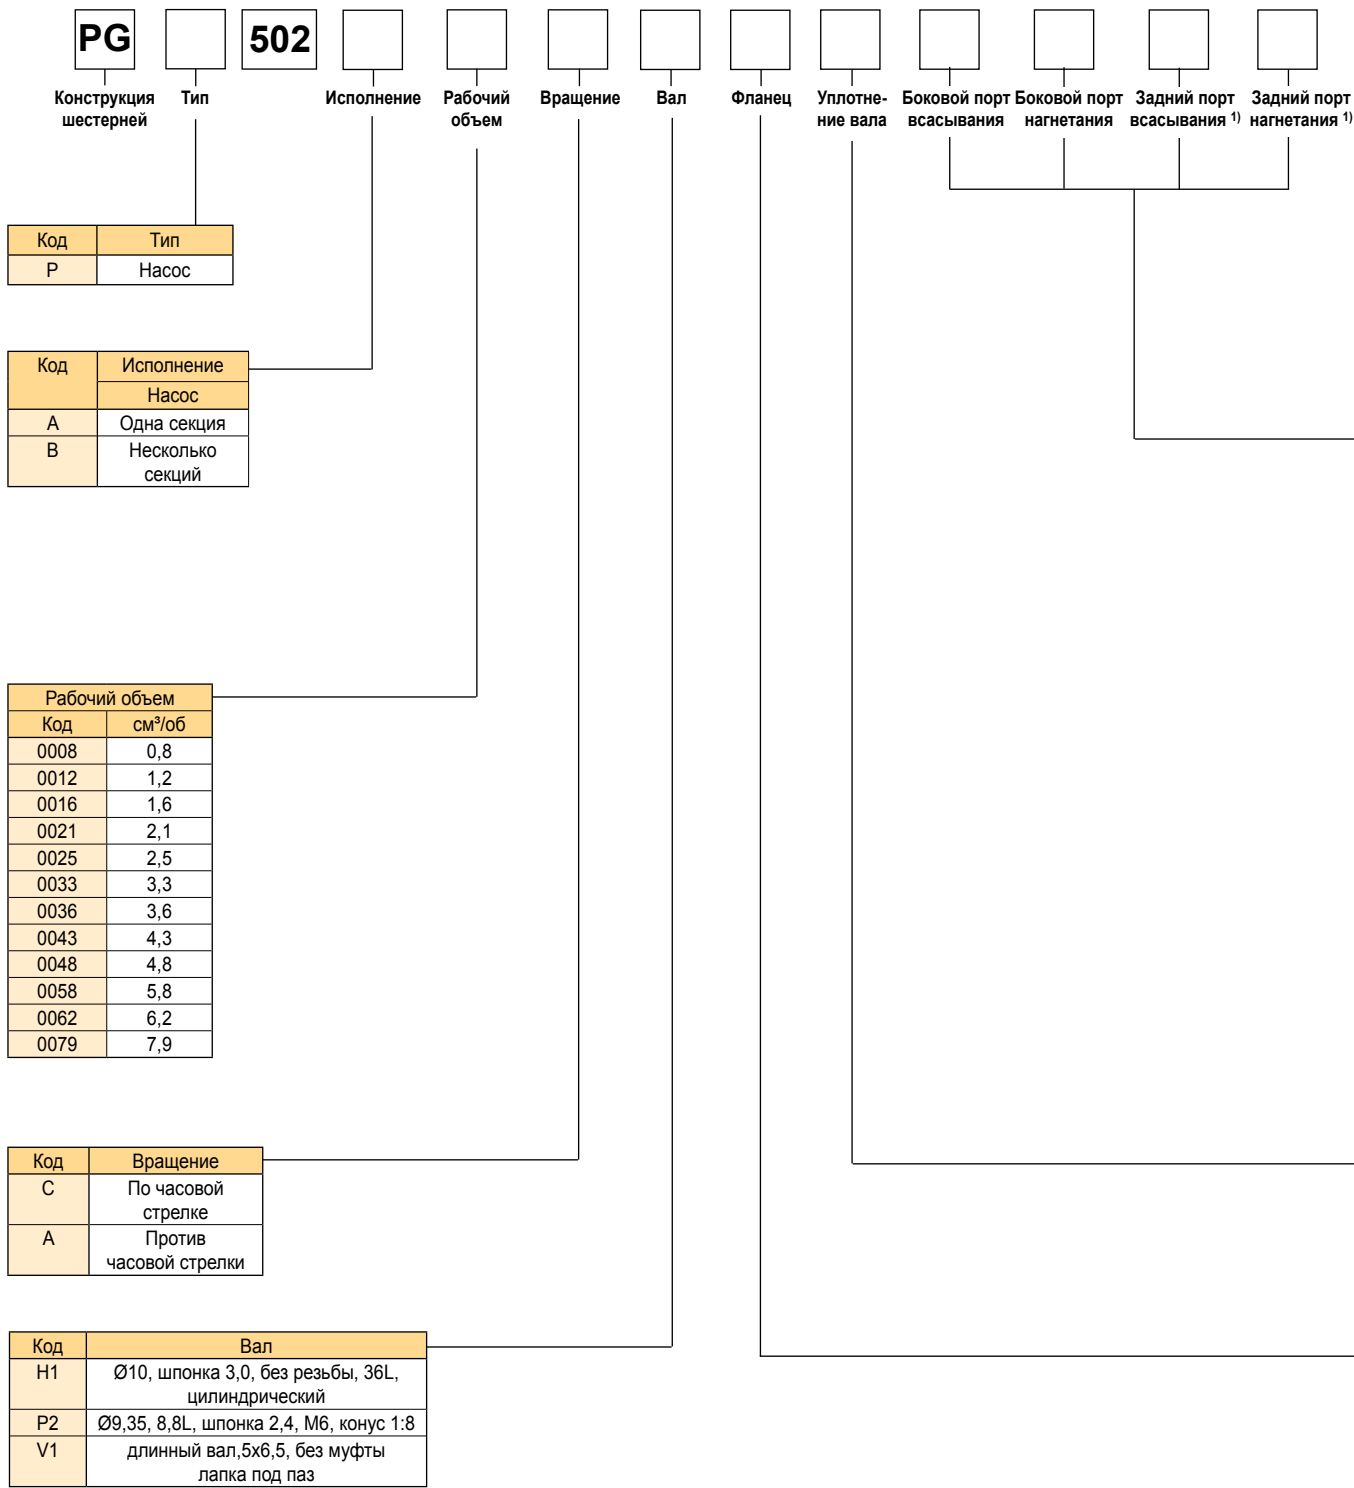 PG 502
Конструкция Тип Исполнение Рабочий Вращение Вал Фланец Уплотне- Боковой порт Боковой порт Задний порт Задний порт
шестерней объем ние вала всасывания нагнетания всасывания 1) нагнетания 1)
Код Тип
P Насос
Код Исполнение
Насос
A Одна секция
B Несколько
секций
Рабочий объем
Код см³/об
0008 0,8
0012 1,2
0016 1,6
0021 2,1
0025 2,5
0033 3,3
0036 3,6
0043 4,3
0048 4,8
0058 5,8
0062 6,2
0079 7,9
Код Вращение
C По часовой
стрелке
A Против
часовой стрелки
Код Вал
H1 Ø10, шпонка 3,0, без резьбы, 36L,
цилиндрический
P2 Ø9,35, 8,8L, шпонка 2,4, M6, конус 1:8
V1 длинный вал,5x6,5, без муфты
лапка под паз